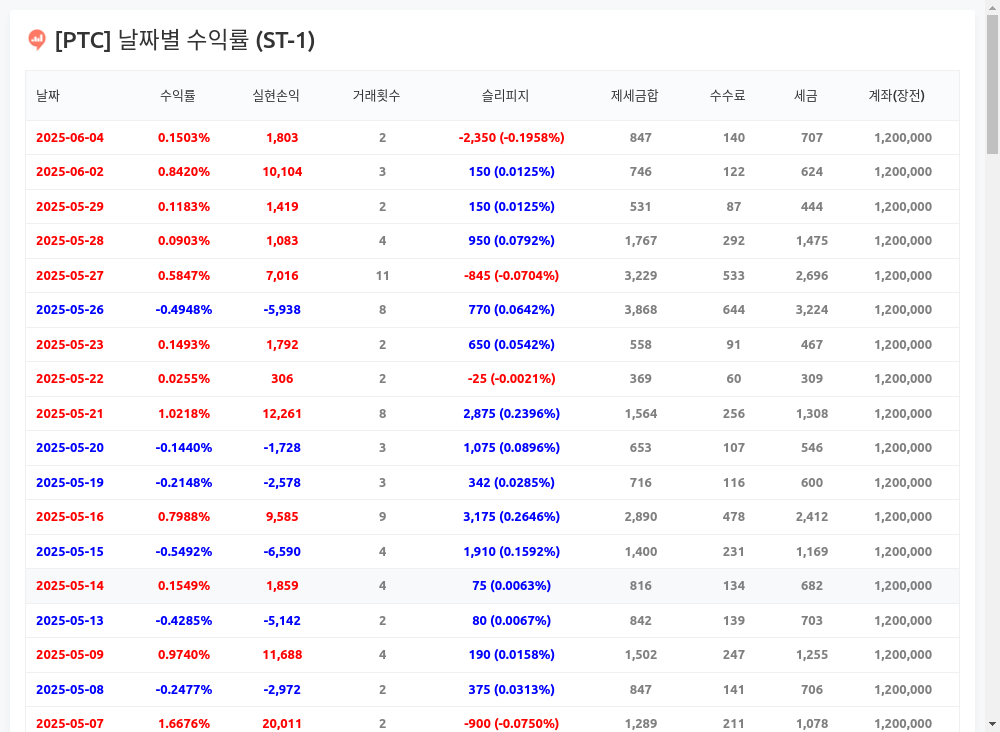 [PTC] 날짜별 수익률 (ST-1)
날짜 수익률 실현손익 거래횟수 슬리피지 제세금합 수수료 세금 계좌(장전)
2025-06-04 0.1503% 1,803 2 -2,350 (-0.1958%) 847 140 707 1,200,000
2025-06-02 0.8420% 10,104 3 150 (0.0125%) 746 122 624 1,200,000
2025-05-29 0.1183% 1,419 2 150 (0.0125%) 531 87 444 1,200,000
2025-05-28 0.0903% 1,083 4 950 (0.0792%) 1,767 292 1,475 1,200,000
2025-05-27 0.5847% 7,016 11 -845 (-0.0704%) 3,229 533 2,696 1,200,000
2025-05-26 -0.4948% -5,938 8 770 (0.0642%) 3,868 644 3,224 1,200,000
2025-05-23 0.1493% 1,792 2 650 (0.0542%) 558 91 467 1,200,000
2025-05-22 0.0255% 306 2 -25 (-0.0021%) 369 60 309 1,200,000
2025-05-21 1.0218% 12,261 8 2,875 (0.2396%) 1,564 256 1,308 1,200,000
2025-05-20 -0.1440% -1,728 3 1,075 (0.0896%) 653 107 546 1,200,000
2025-05-19 -0.2148% -2,578 3 342 (0.0285%) 716 116 600 1,200,000
2025-05-16 0.7988% 9,585 9 3,175 (0.2646%) 2,890 478 2,412 1,200,000
2025-05-15 -0.5492% -6,590 4 1,910 (0.1592%) 1,400 231 1,169 1,200,000
2025-05-14 0.1549% 1,859 4 75 (0.0063%) 816 134 682 1,200,000
2025-05-13 -0.4285% -5,142 2 80 (0.0067%) 842 139 703 1,200,000
2025-05-09 0.9740% 11,688 4 190 (0.0158%) 1,502 247 1,255 1,200,000
2025-05-08 -0.2477% -2,972 2 375 (0.0313%) 847 141 706 1,200,000
2025-05-07 1.6676% 20,011 2 -900 (-0.0750%) 1,289 211 1,078 1,200,000